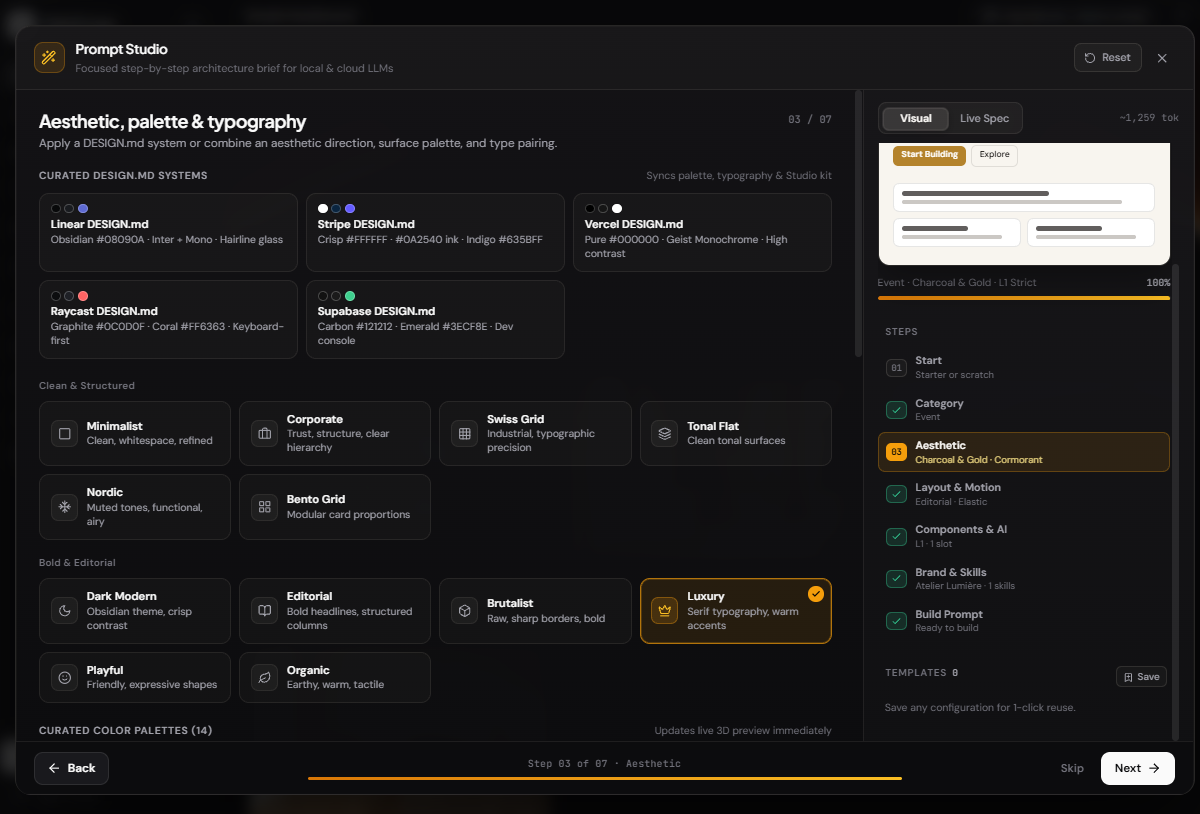 Prompt Studio
Focused step-by-step architecture brief for local & cloud LLMs
Reset
Aesthetic, palette & typography
03 / 07
Apply a DESIGN.md system or combine an aesthetic direction, surface palette, and type pairing.
CURATED DESIGN.MD SYSTEMS
Syncs palette, typography & Studio kit
Linear DESIGN.md
Obsidian #08090A · Inter + Mono · Hairline glass
Stripe DESIGN.md
Crisp #FFFFFF · #0A2540 ink · Indigo #635BFF
Vercel DESIGN.md
Pure #000000 · Geist Monochrome · High
contrast
Raycast DESIGN.md
Graphite #0C0D0F · Coral #FF6363 · Keyboard-
first
Supabase DESIGN.md
Carbon #121212 · Emerald #3ECF8E · Dev
console
Clean & Structured
Minimalist
Clean, whitespace, refined
Corporate
Trust, structure, clear
hierarchy
Swiss Grid
Industrial, typographic
precision
Tonal Flat
Clean tonal surfaces
Nordic
Muted tones, functional,
airy
Bento Grid
Modular card proportions
Bold & Editorial
Dark Modern
Obsidian theme, crisp
contrast
Editorial
Bold headlines, structured
columns
Brutalist
Raw, sharp borders, bold
Luxury
Serif typography, warm
accents
Playful
Friendly, expressive shapes
Organic
Earthy, warm, tactile
CURATED COLOR PALETTES (14)
Updates live 3D preview immediately
Visual
Live Spec
~1,259 tok
Start Building
Explore
Event · Charcoal & Gold · L1 Strict
100%
STEPS
01
Start
Starter or scratch
Category
Event
03
Aesthetic
Charcoal & Gold · Cormorant
Layout & Motion
Editorial · Elastic
Components & AI
L1 · 1 slot
Brand & Skills
Atelier Lumière · 1 skills
Build Prompt
Ready to build
TEMPLATES 0
Save
Save any configuration for 1-click reuse.
Back
Step 03 of 07 · Aesthetic
Skip
Next